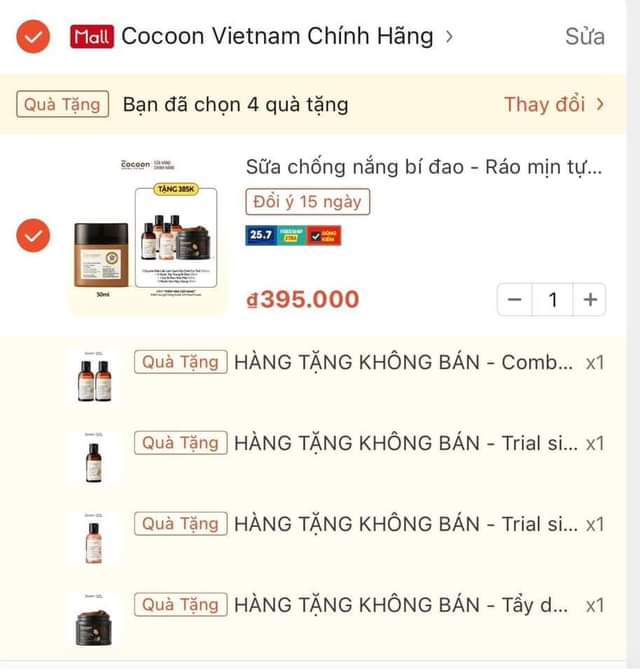 Mall Cocoon Vietnam Chính Hãng > Sửa
Quà Tặng Bạn đã chọn 4 quà tặng Thay đổi >
Cocoon
TẶNG 385K
50ml
Sữa chống nắng bí đao - Ráo mịn tự...
Đổi ý 15 ngày
25.7
₫395.000
− 1 +
Quà Tặng HÀNG TẶNG KHÔNG BÁN - Comb... x1
Quà Tặng HÀNG TẶNG KHÔNG BÁN - Trial si... x1
Quà Tặng HÀNG TẶNG KHÔNG BÁN - Trial si... x1
Quà Tặng HÀNG TẶNG KHÔNG BÁN - Tẩy d... x1